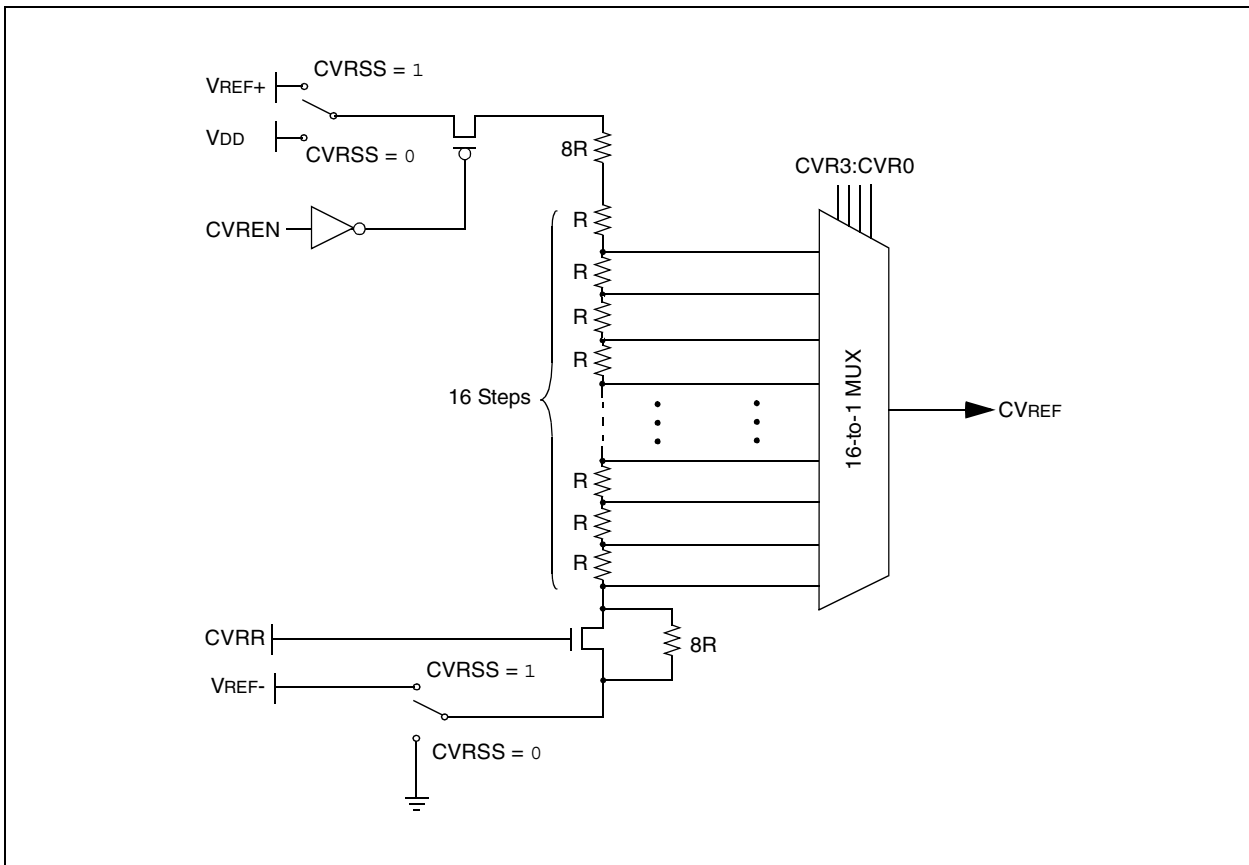 CVRSS = 1
VREF+
VDD
CVRSS = 0
8R
CVR3:CVR0
CVREN
R
R
R
R
16 Steps
16-to-1 MUX
CVREF
R
R
R
CVRR
8R
CVRSS = 1
VREF-
CVRSS = 0